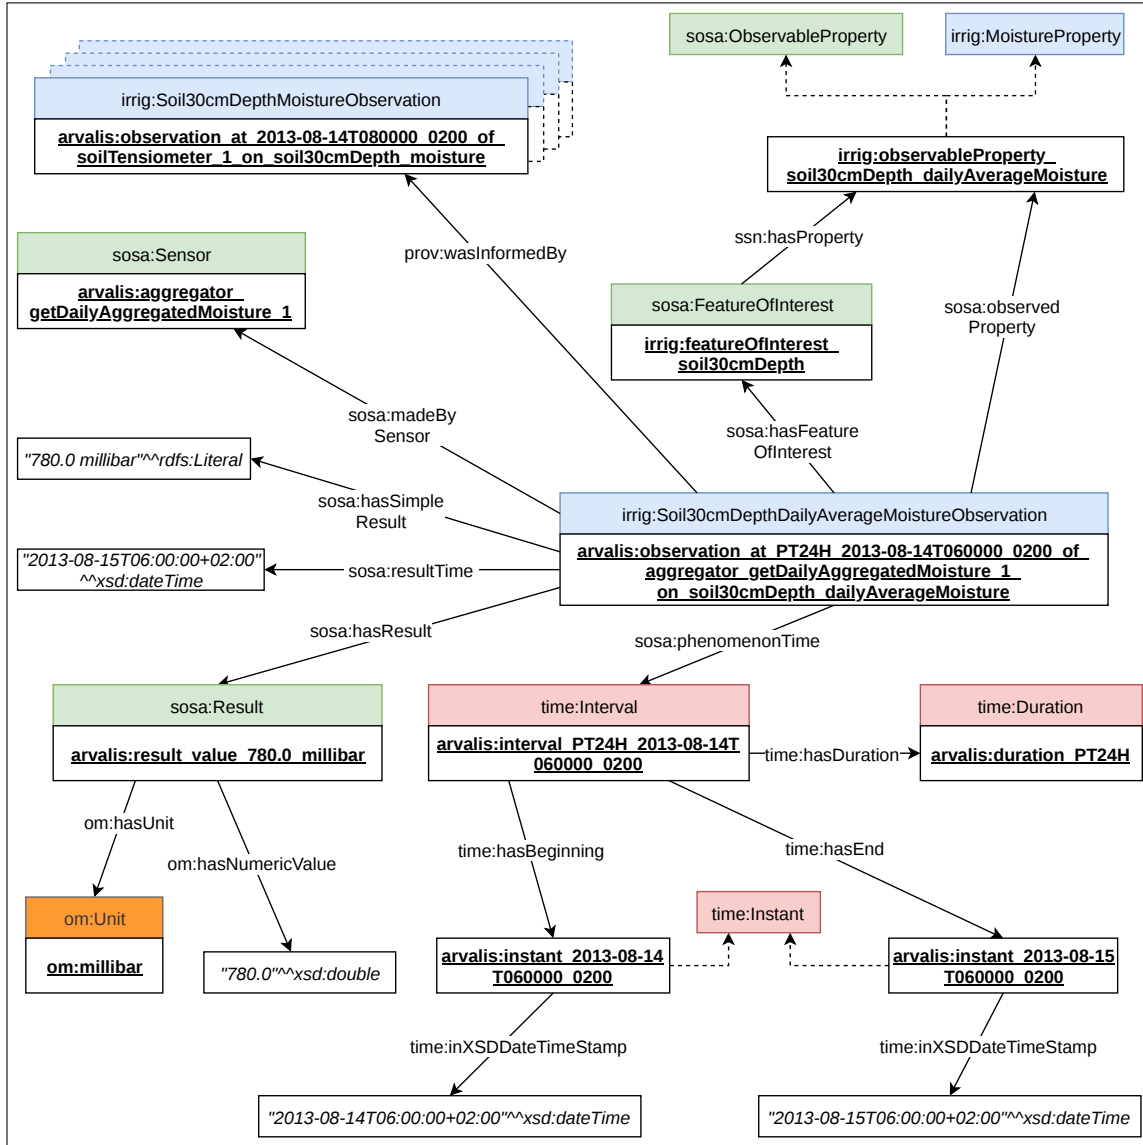 sosa:ObservableProperty
irrig:MoistureProperty
irrig:Soil30cmDepthMoistureObservation
arvalis:observation_at_2013-08-14T080000_0200_of_
soilTensiometer_1_on_soil30cmDepth_moisture
irrig:observableProperty_
soil30cmDepth_dailyAverageMoisture
ssn:hasProperty
prov:wasInformedBy
sosa:Sensor
arvalis:aggregator_
getDailyAggregatedMoisture_1
sosa:FeatureOfInterest
irrig:featureOfInterest_
soil30cmDepth
sosa:observed
Property
sosa:madeBy
Sensor
sosa:hasFeature
OfInterest
"780.0 millibar"^^rdfs:Literal
sosa:hasSimple
Result
irrig:Soil30cmDepthDailyAverageMoistureObservation
arvalis:observation_at_PT24H_2013-08-14T060000_0200_of_
aggregator_getDailyAggregatedMoisture_1_
on_soil30cmDepth_dailyAverageMoisture
"2013-08-15T06:00:00+02:00"
^^xsd:dateTime
sosa:resultTime
sosa:hasResult
sosa:phenomenonTime
sosa:Result
arvalis:result_value_780.0_millibar
time:Interval
arvalis:interval_PT24H_2013-08-14T
060000_0200
time:hasDuration
time:Duration
arvalis:duration_PT24H
om:hasUnit
om:hasNumericValue
time:hasBeginning
time:hasEnd
om:Unit
om:millibar
"780.0"^^xsd:double
time:Instant
arvalis:instant_2013-08-14
T060000_0200
arvalis:instant_2013-08-15
T060000_0200
time:inXSDDateTimeStamp
time:inXSDDateTimeStamp
"2013-08-14T06:00:00+02:00"^^xsd:dateTime
"2013-08-15T06:00:00+02:00"^^xsd:dateTime